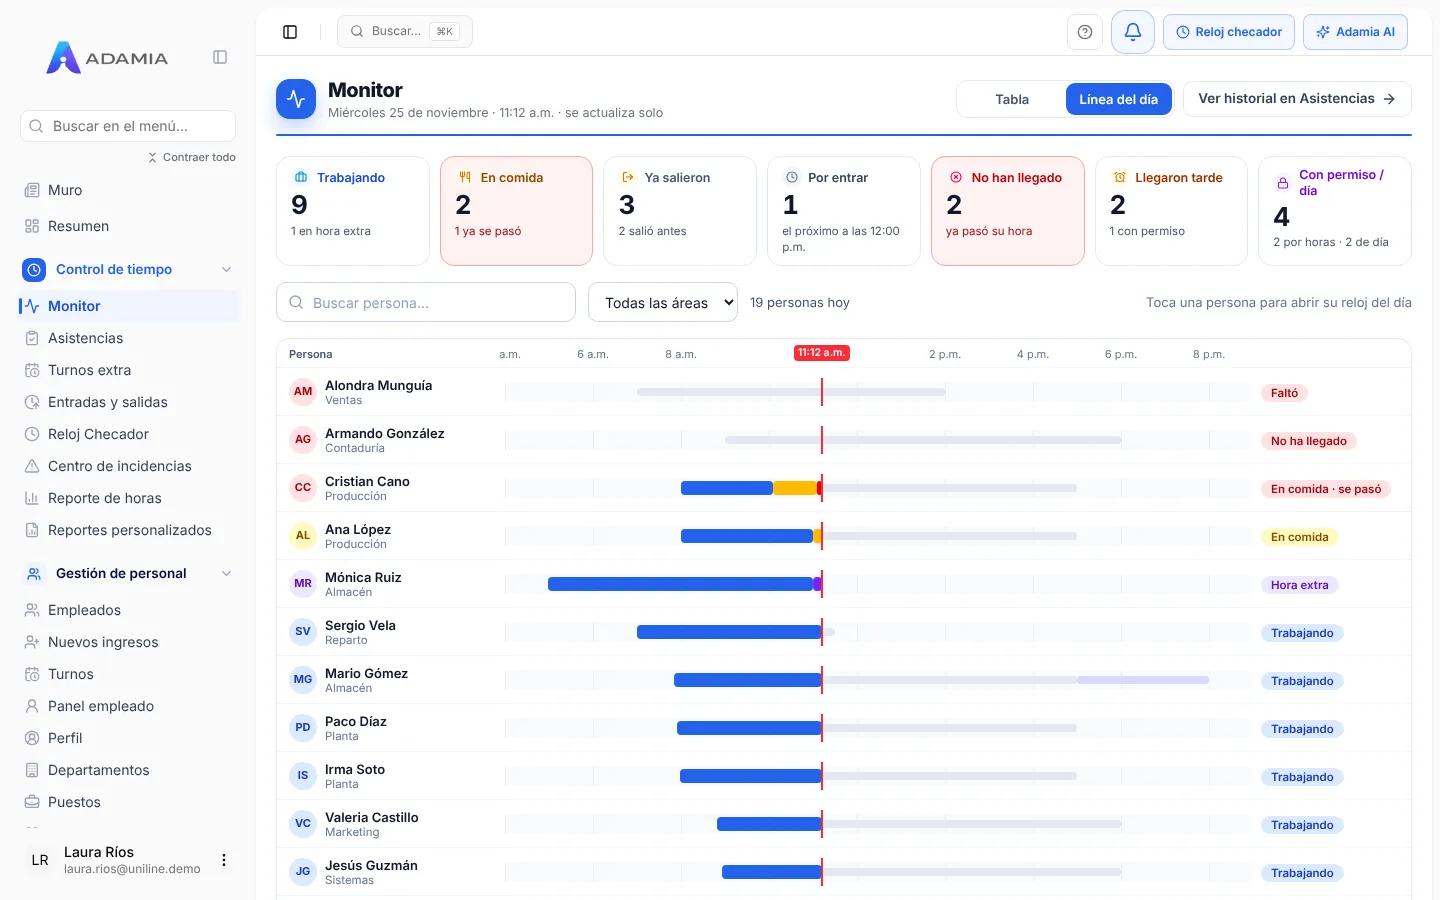 ADAMIA
Buscar en el menú...
Contraer todo
Muro
Resumen
Control de tiempo
Monitor
Asistencias
Turnos extra
Entradas y salidas
Reloj Checador
Centro de incidencias
Reporte de horas
Reportes personalizados
Gestión de personal
Empleados
Nuevos ingresos
Turnos
Panel empleado
Perfil
Departamentos
Puestos
LR
Laura Ríos
laura.rios@uniline.demo
Buscar... ⌘K
Reloj checador
Adamia AI
Monitor
Miércoles 25 de noviembre · 11:12 a.m. · se actualiza solo
Tabla
Línea del día
Ver historial en Asistencias
Trabajando
9
1 en hora extra
En comida
2
1 ya se pasó
Ya salieron
3
2 salió antes
Por entrar
1
el próximo a las 12:00
p.m.
No han llegado
2
ya pasó su hora
Llegaron tarde
2
1 con permiso
Con permiso /
día
4
2 por horas · 2 de día
Buscar persona...
Todas las áreas
19 personas hoy
Toca una persona para abrir su reloj del día
Persona
a.m. 6 a.m. 8 a.m. 11:12 a.m. 2 p.m. 4 p.m. 6 p.m. 8 p.m.
AM
Alondra Munguía
Ventas
Faltó
AG
Armando González
Contaduría
No ha llegado
CC
Cristian Cano
Producción
En comida · se pasó
AL
Ana López
Producción
En comida
MR
Mónica Ruiz
Almacén
Hora extra
SV
Sergio Vela
Reparto
Trabajando
MG
Mario Gómez
Almacén
Trabajando
PD
Paco Díaz
Planta
Trabajando
IS
Irma Soto
Planta
Trabajando
VC
Valeria Castillo
Marketing
Trabajando
JG
Jesús Guzmán
Sistemas
Trabajando